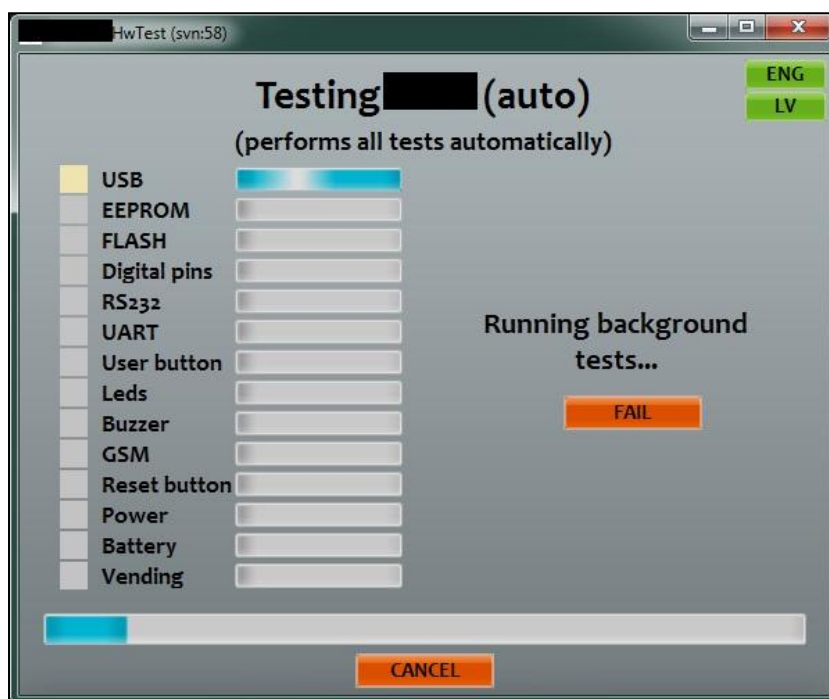 HwTest (svn:58)
ENG
LV
Testing (auto)
(performs all tests automatically)
USB
EEPROM
FLASH
Digital pins
RS232
UART
User button
Leds
Buzzer
GSM
Reset button
Power
Battery
Vending
Running background
tests...
FAIL
CANCEL